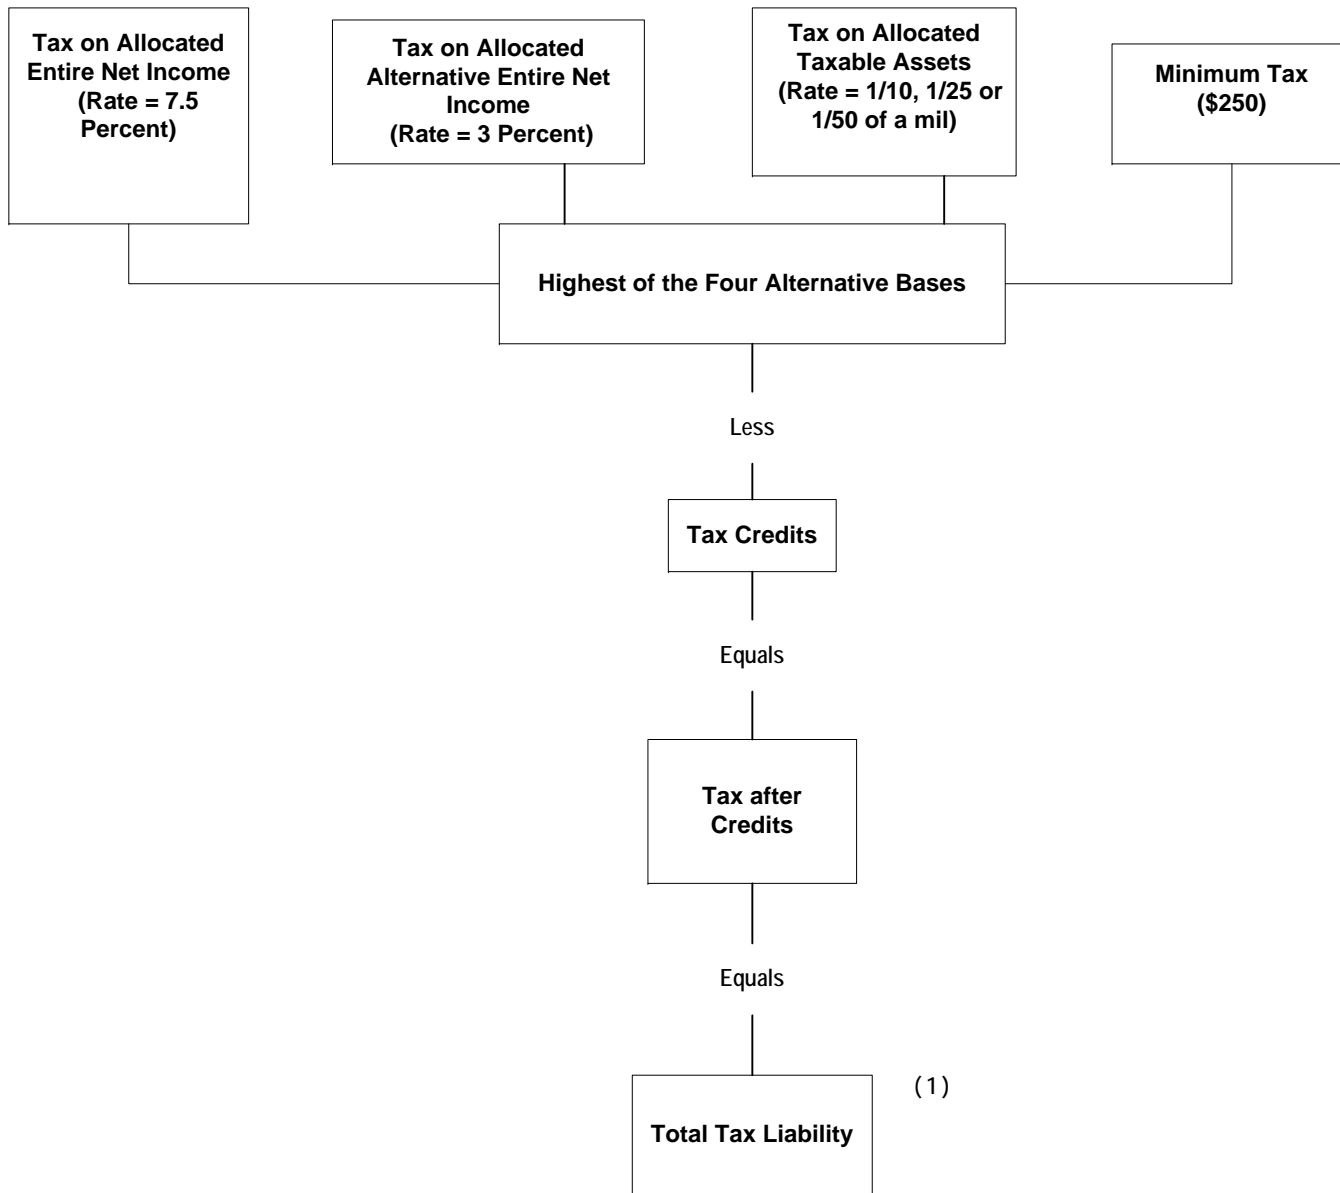 Tax on Allocated
Entire Net Income
(Rate = 7.5
Percent)
Tax on Allocated
Alternative Entire Net
Income
(Rate = 3 Percent)
Tax on Allocated
Taxable Assets
(Rate = 1/10, 1/25 or
1/50 of a mil)
Minimum Tax
($250)
Highest of the Four Alternative Bases
Less
Tax Credits
Equals
Tax after
Credits
Equals
(1)
Total Tax Liability